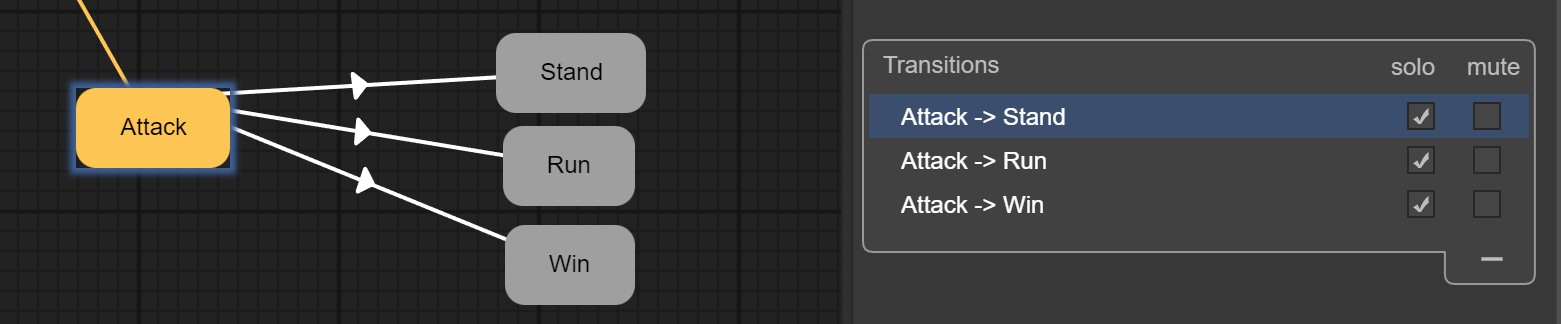 Attack
Stand
Run
Win
Transitions solo mute
Attack -> Stand
Attack -> Run
Attack -> Win